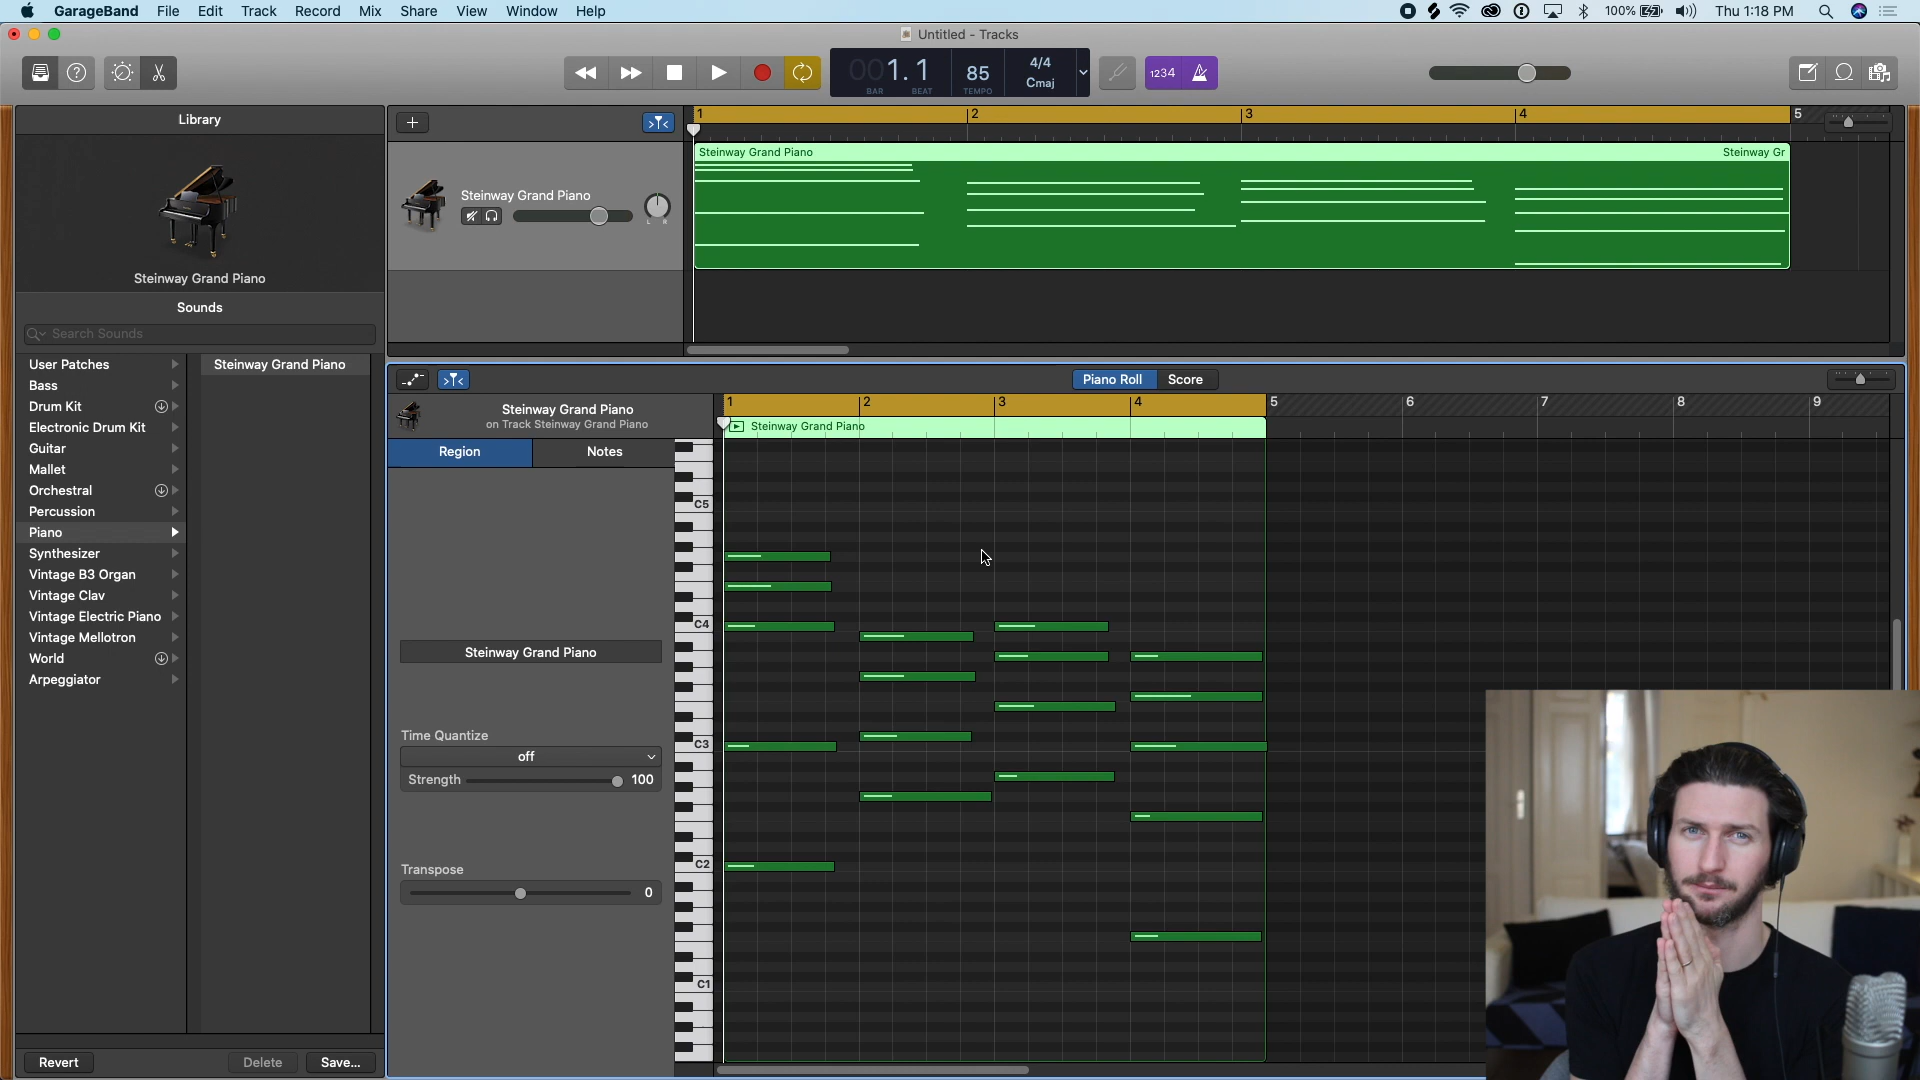 GarageBand File Edit Track Record Mix Share View Window Help 100% Thu 1:18 PM
Untitled - Tracks
001.1 85 4/4
Cmaj
BAR BEAT TEMPO
1234
Library
Steinway Grand Piano
Sounds
Search Sounds
User Patches
Bass
Drum Kit
Electronic Drum Kit
Guitar
Mallet
Orchestral
Percussion
Piano
Synthesizer
Vintage B3 Organ
Vintage Clav
Vintage Electric Piano
Vintage Mellotron
World
Arpeggiator
Steinway Grand Piano
Revert Delete Save...
1 2 3 4 5
Steinway Grand Piano
L R
Steinway Grand Piano Steinway Gr
Piano Roll Score
Steinway Grand Piano
on Track Steinway Grand Piano
1 2 3 4 5 6 7 8 9
Steinway Grand Piano
Region Notes
Steinway Grand Piano
Time Quantize
off
Strength 100
Transpose
0
C5
C4
C3
C2
C1